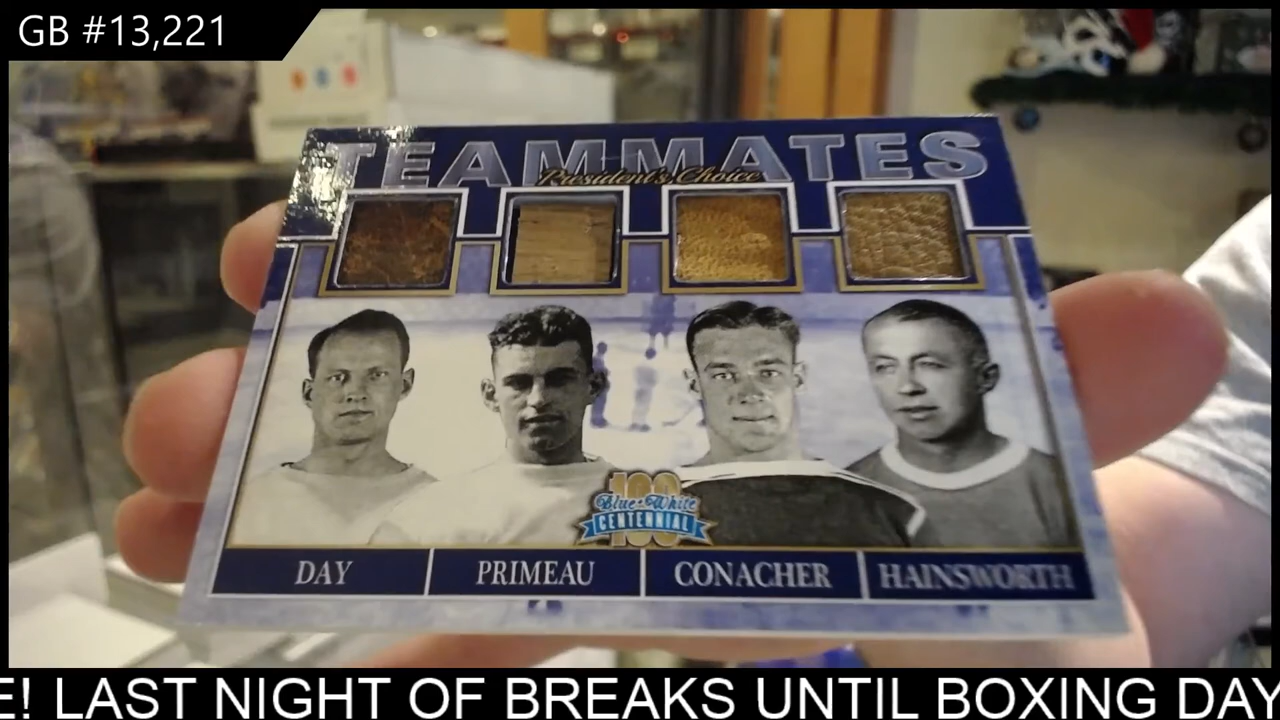 GB #13,221
TEAMMATES
President's Choice
100
Blue & White
CENTENNIAL
DAY PRIMEAU CONACHER HAINSWORTH
E! LAST NIGHT OF BREAKS UNTIL BOXING DAY